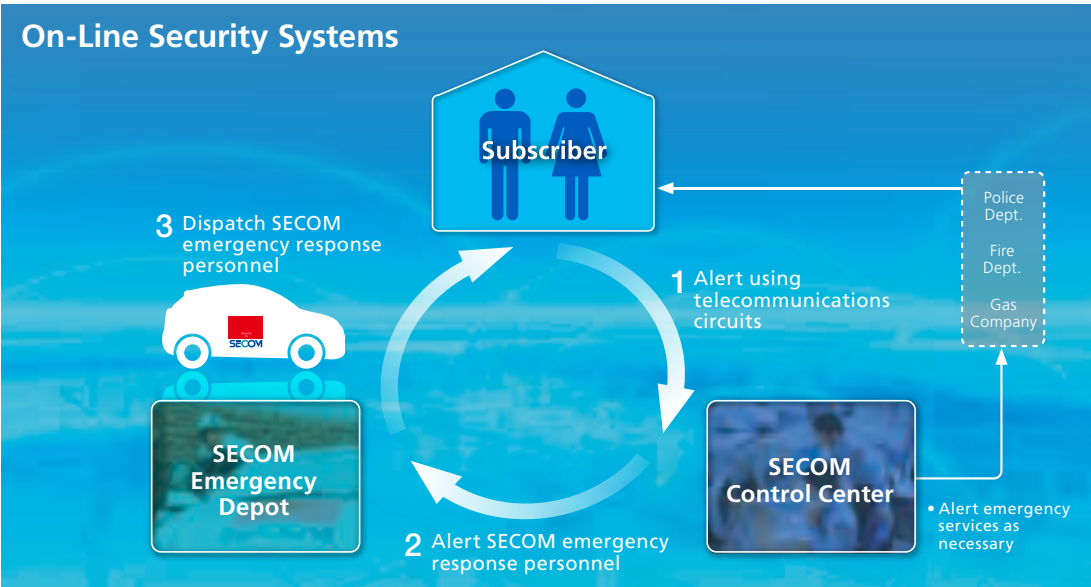 On-Line Security Systems
Subscriber
Police
Dept.
Fire
Dept.
Gas
Company
3 Dispatch SECOM
emergency response
personnel
1 Alert using
telecommunications
circuits
SECOM
SECOM
Emergency
Depot
SECOM
Control Center
• Alert emergency
services as
necessary
2 Alert SECOM emergency
response personnel